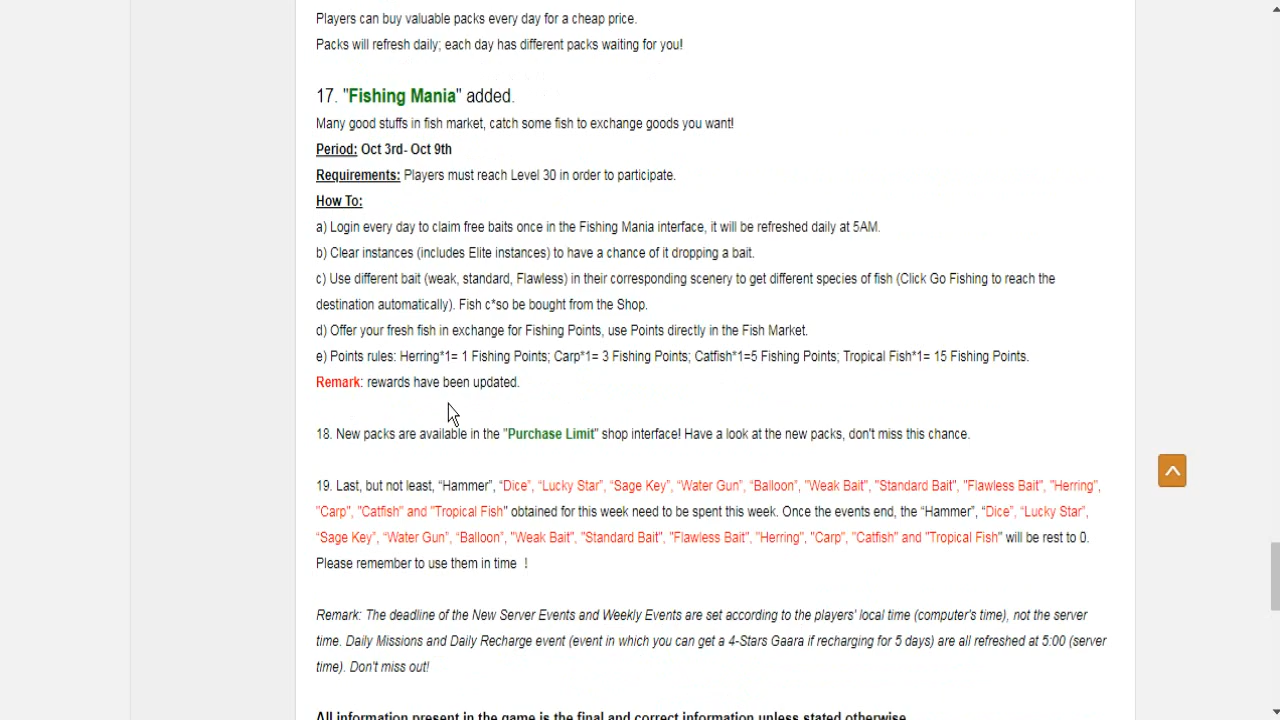 Players can buy valuable packs every day for a cheap price.
Packs will refresh daily; each day has different packs waiting for you!
17. "Fishing Mania" added.
Many good stuffs in fish market, catch some fish to exchange goods you want!
Period: Oct 3rd- Oct 9th
Requirements: Players must reach Level 30 in order to participate.
How To:
a) Login every day to claim free baits once in the Fishing Mania interface, it will be refreshed daily at 5AM.
b) Clear instances (includes Elite instances) to have a chance of it dropping a bait.
c) Use different bait (weak, standard, Flawless) in their corresponding scenery to get different species of fish (Click Go Fishing to reach the
destination automatically). Fish c*so be bought from the Shop.
d) Offer your fresh fish in exchange for Fishing Points, use Points directly in the Fish Market.
e) Points rules: Herring*1= 1 Fishing Points; Carp*1= 3 Fishing Points; Catfish*1=5 Fishing Points; Tropical Fish*1= 15 Fishing Points.
Remark: rewards have been updated.
18. New packs are available in the "Purchase Limit" shop interface! Have a look at the new packs, don't miss this chance.
19. Last, but not least, “Hammer”, “Dice”, “Lucky Star”, “Sage Key”, “Water Gun”, “Balloon”, "Weak Bait", "Standard Bait", "Flawless Bait", "Herring",
"Carp", "Catfish" and "Tropical Fish" obtained for this week need to be spent this week. Once the events end, the “Hammer”, “Dice”, “Lucky Star”,
“Sage Key”, “Water Gun”, “Balloon”, "Weak Bait", "Standard Bait", "Flawless Bait", "Herring", "Carp", "Catfish" and "Tropical Fish" will be rest to 0.
Please remember to use them in time !
Remark: The deadline of the New Server Events and Weekly Events are set according to the players' local time (computer's time), not the server
time. Daily Missions and Daily Recharge event (event in which you can get a 4-Stars Gaara if recharging for 5 days) are all refreshed at 5:00 (server
time). Don't miss out!
All information present in the game is the final and correct information unless stated otherwise